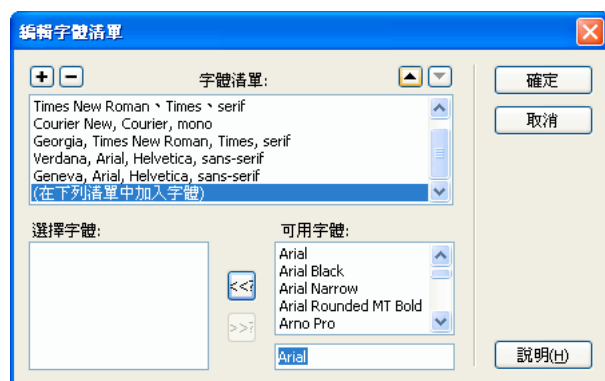 編輯字體清單
字體清單:
確定
Times New Roman、Times、serif
Courier New, Courier, mono
取消
Georgia, Times New Roman, Times, serif
Verdana, Arial, Helvetica, sans-serif
Geneva, Arial, Helvetica, sans-serif
(在下列清單中加入字體)
選擇字體:
可用字體:
Arial
Arial Black
<<?
Arial Narrow
Arial Rounded MT Bold
>>?
Arno Pro
Arial
說明(H)